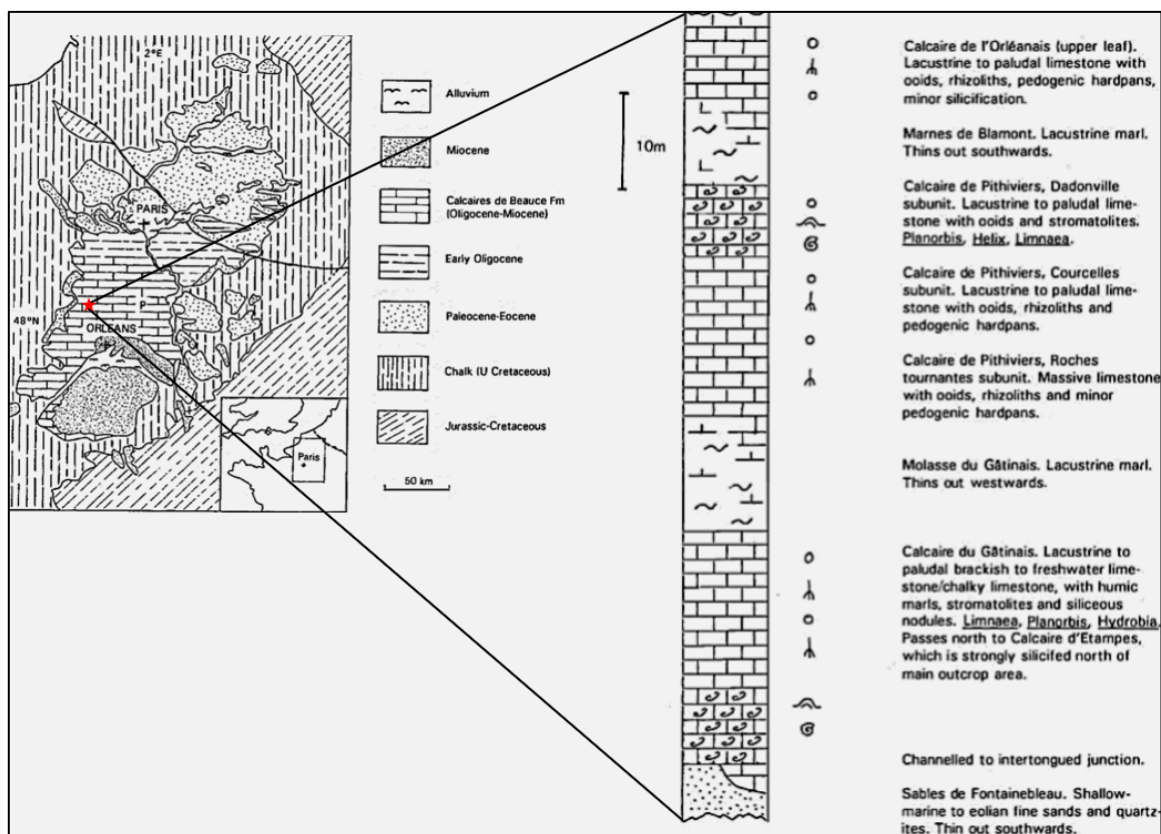 2°E
PARIS
P
48°N
ORLEANS
Paris
Alluvium
Miocene
Calcaires de Beauce Fm
(Oligocene-Miocene)
Early Oligocene
Paleocene-Eocene
Chalk (U Cretaceous)
Jurassic-Cretaceous
50 km
10m
Calcaire de l'Orléanais (upper leaf).
Lacustrine to paludal limestone with
ooids, rhizoliths, pedogenic hardpans,
minor silicification.
Marnes de Blamont. Lacustrine marl.
Thins out southwards.
Calcaire de Pithiviers, Dadonville
subunit. Lacustrine to paludal lime-
stone with ooids and stromatolites.
Planorbis, Helix, Limnaea.
Calcaire de Pithiviers, Courcelles
subunit. Lacustrine to paludal lime-
stone with ooids, rhizoliths and
pedogenic hardpans.
Calcaire de Pithiviers, Roches
tournantes subunit. Massive limestone
with ooids, rhizoliths and minor
pedogenic hardpans.
Molasse du Gâtinais. Lacustrine marl.
Thins out westwards.
Calcaire du Gâtinais. Lacustrine to
paludal brackish to freshwater lime-
stone/chalky limestone, with humic
marls, stromatolites and siliceous
nodules. Limnaea, Planorbis, Hydrobia.
Passes north to Calcaire d'Etampes,
which is strongly silicifed north of
main outcrop area.
Channelled to intertongued junction.
Sables de Fontainebleau. Shallow-
marine to eolian fine sands and quartz-
ites. Thin out southwards.